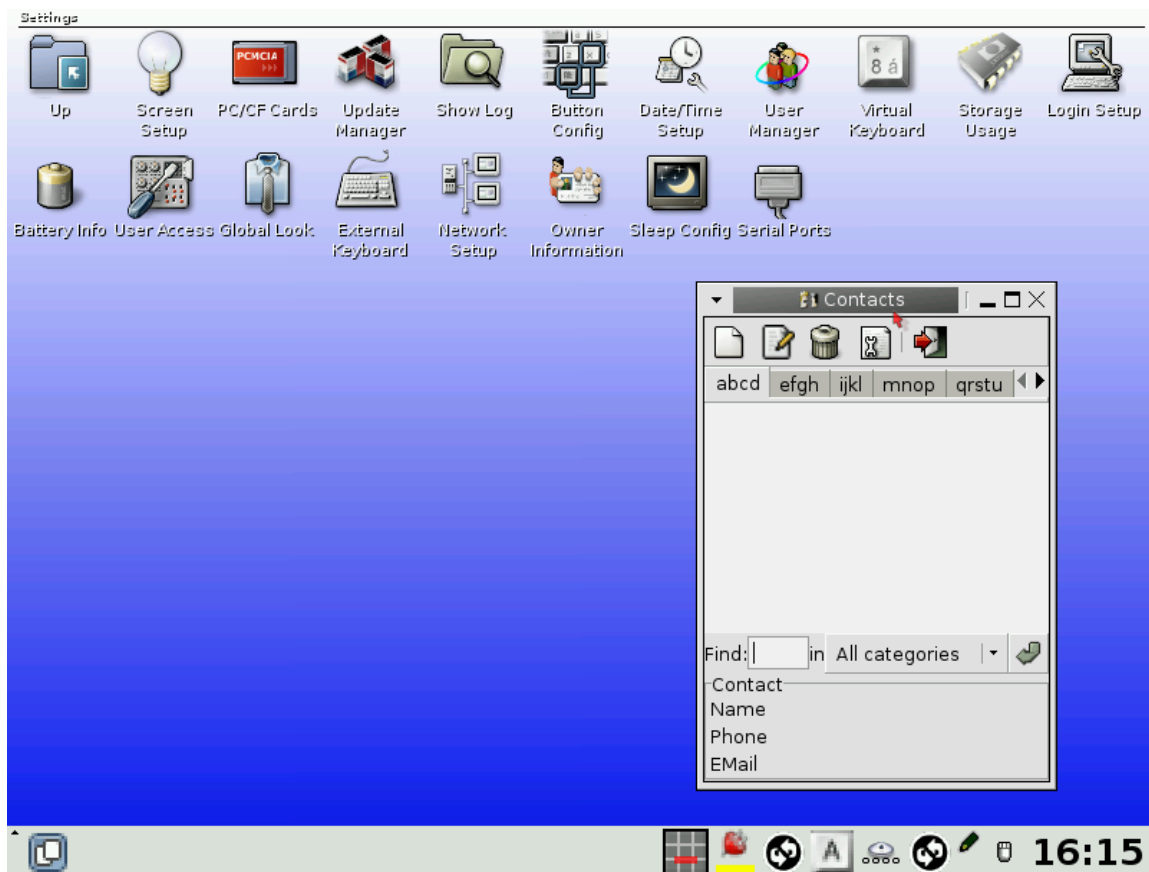 Settings
PCMCIA
Up
Screen Setup
PC/CF Cards
Update Manager
Show Log
Button Config
Date/Time Setup
User Manager
* 8 á
Virtual Keyboard
Storage Usage
Login Setup
Battery Info
User Access
Global Look
External Keyboard
Network Setup
Owner Information
Sleep Config
Serial Ports
Contacts
abcd efgh ijkl mnop qrstu
Find: in All categories
Contact
Name
Phone
EMail
A
16:15